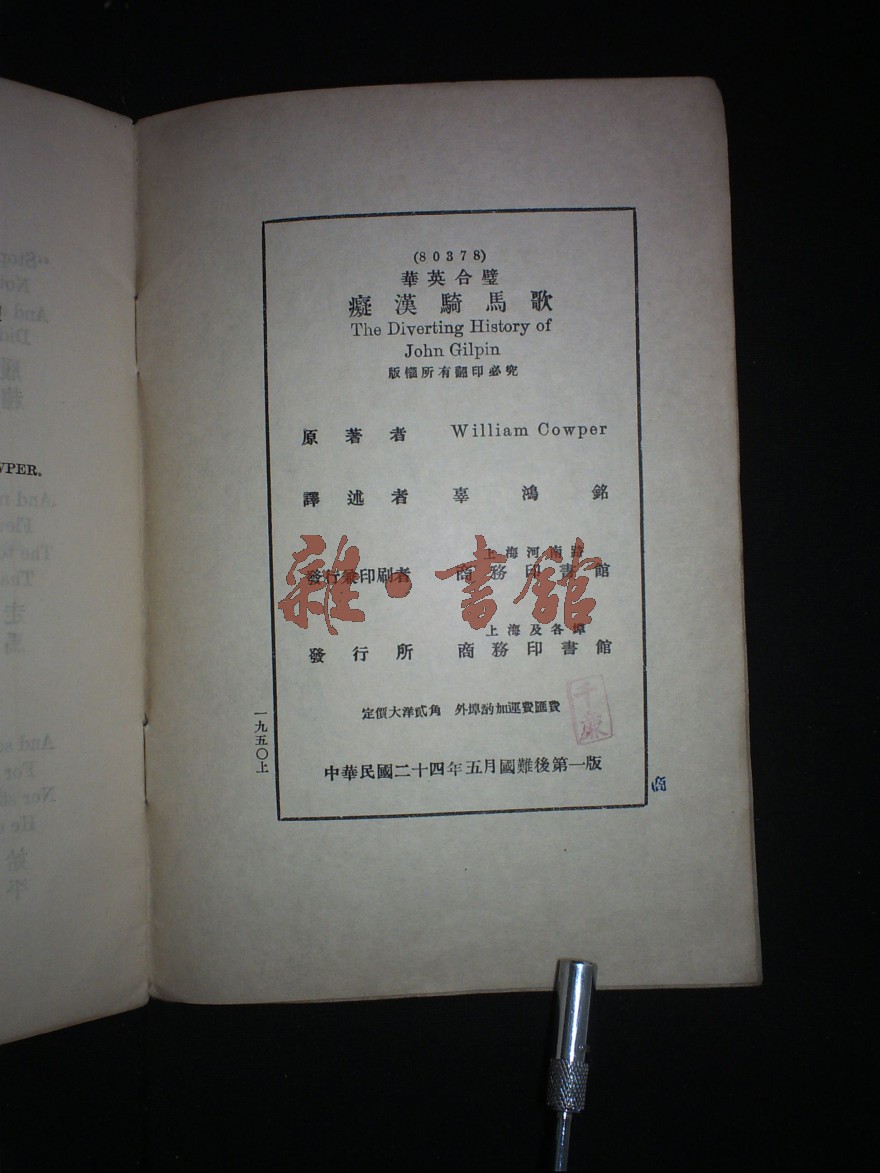 (80378)
華英合璧
癡漢騎馬歌
The Diverting History of
John Gilpin
版權所有翻印必究
原著者 William Cowper
譯述者 辜鴻銘
上海河南路
發行兼印刷者 商務印書館
上海及各埠
發行所 商務印書館
定價大洋貳角 外埠酌加運費匯費
中華民國二十四年五月國難後第一版
一九五〇上
商
雜·書館
WPER.